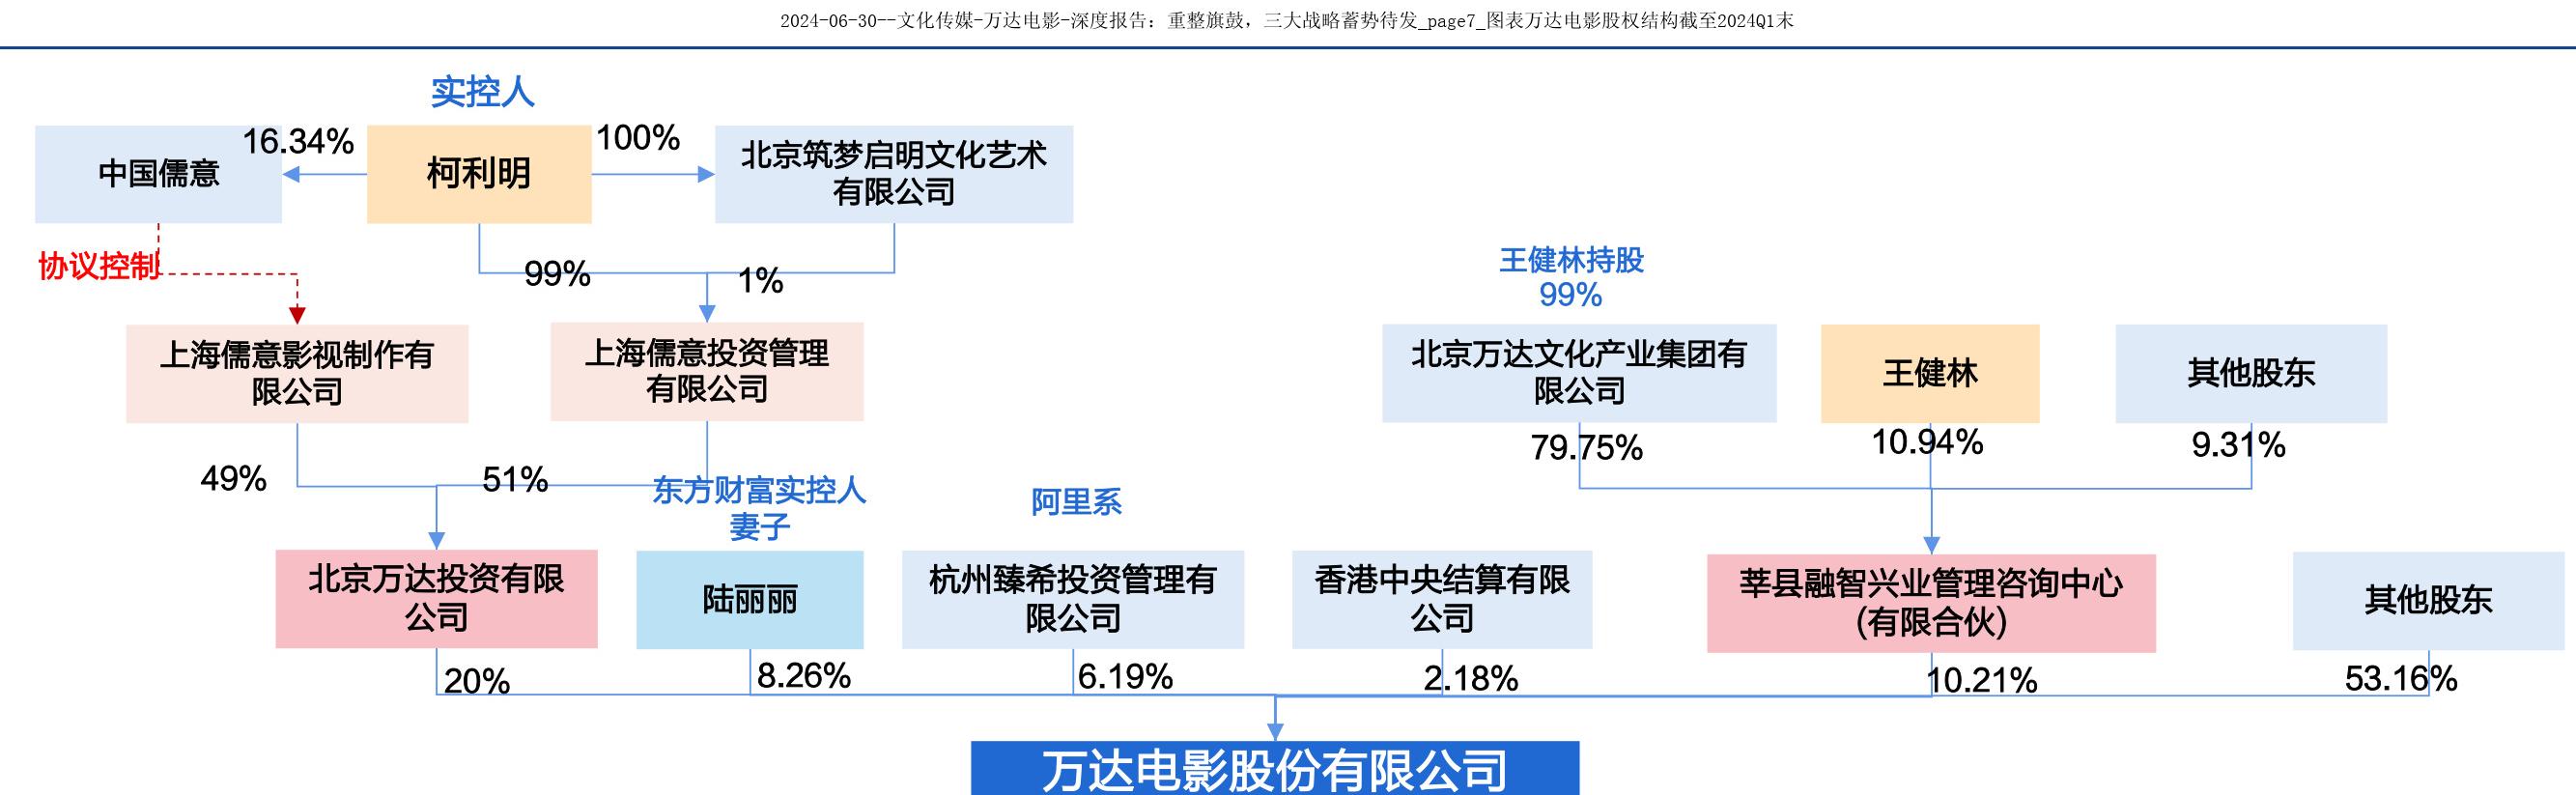 2024-06-30--文化传媒-万达电影-深度报告：重整旗鼓，三大战略蓄势待发_page7_图表万达电影股权结构截至2024Q1末
实控人
中国儒意
16.34%
柯利明
100%
北京筑梦启明文化艺术
有限公司
协议控制
99%
1%
王健林持股
99%
上海儒意影视制作有
限公司
上海儒意投资管理
有限公司
北京万达文化产业集团有
限公司
王健林
其他股东
49%
51%
79.75%
10.94%
9.31%
东方财富实控人
妻子
阿里系
北京万达投资有限
公司
陆丽丽
杭州臻希投资管理有
限公司
香港中央结算有限
公司
莘县融智兴业管理咨询中心
(有限合伙)
其他股东
20%
8.26%
6.19%
2.18%
10.21%
53.16%
万达电影股份有限公司